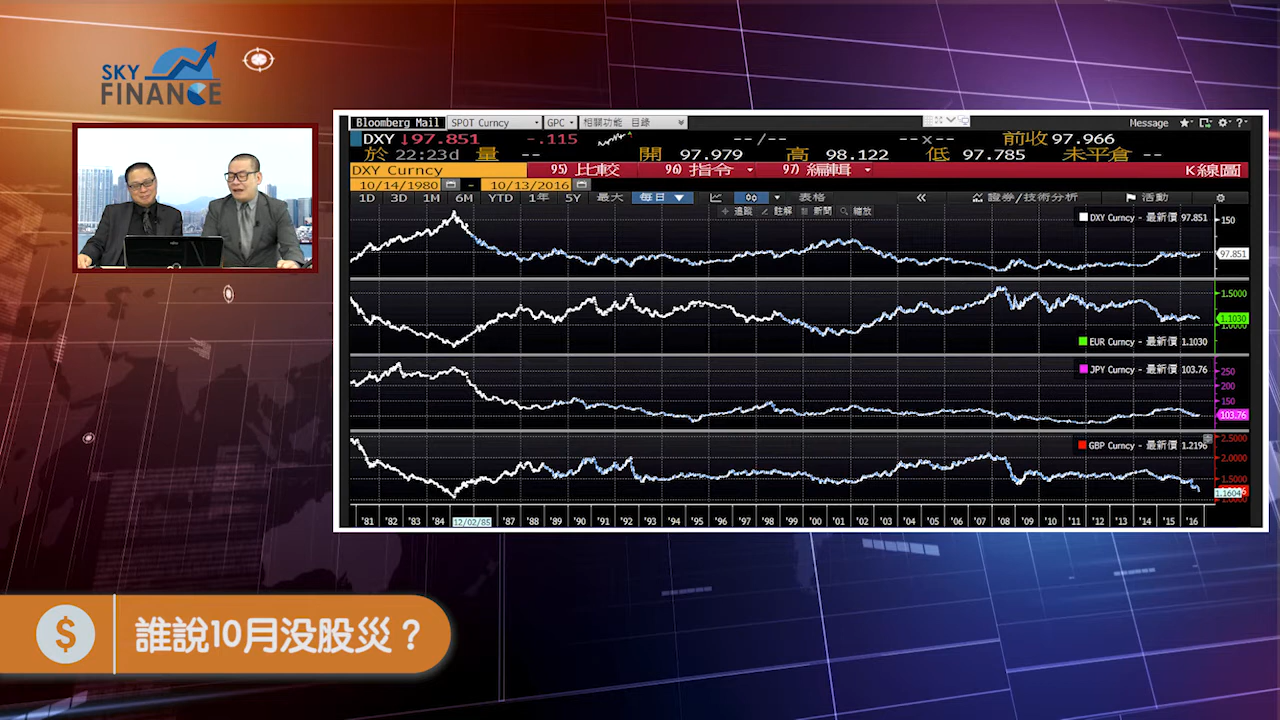 SKY
FINANCE
Bloomberg Mail SPOT Curncy GPC 相關功能 目錄 Message ?
DXY ↓97.851 -.115 --/-- --x-- 前收 97.966
於 22:23d 量 -- 開 97.979 高 98.122 低 97.785 未平倉 --
DXY Curncy 95) 比較 96) 指令 97) 編輯 K線圖
10/14/1980 - 10/13/2016
1D 3D 1M 6M YTD 1年 5Y 最大 每日 ▼ 表格 « 證券/技術分析 活動
追蹤 註解 新聞 縮放
DXY Curncy - 最新價 97.851
150
97.851
1.5000
1.1030
1.0000
EUR Curncy - 最新價 1.1030
JPY Curncy - 最新價 103.76
250
200
150
103.76
GBP Curncy - 最新價 1.2196
2.5000
2.0000
1.5000
1.1604
1.0000
'81 '82 '83 '84 12/02/85 '87 '88 '89 '90 '91 '92 '93 '94 '95 '96 '97 '98 '99 '00 '01 '02 '03 '04 '05 '06 '07 '08 '09 '10 '11 '12 '13 '14 '15 '16
$ 誰說10月没股災？